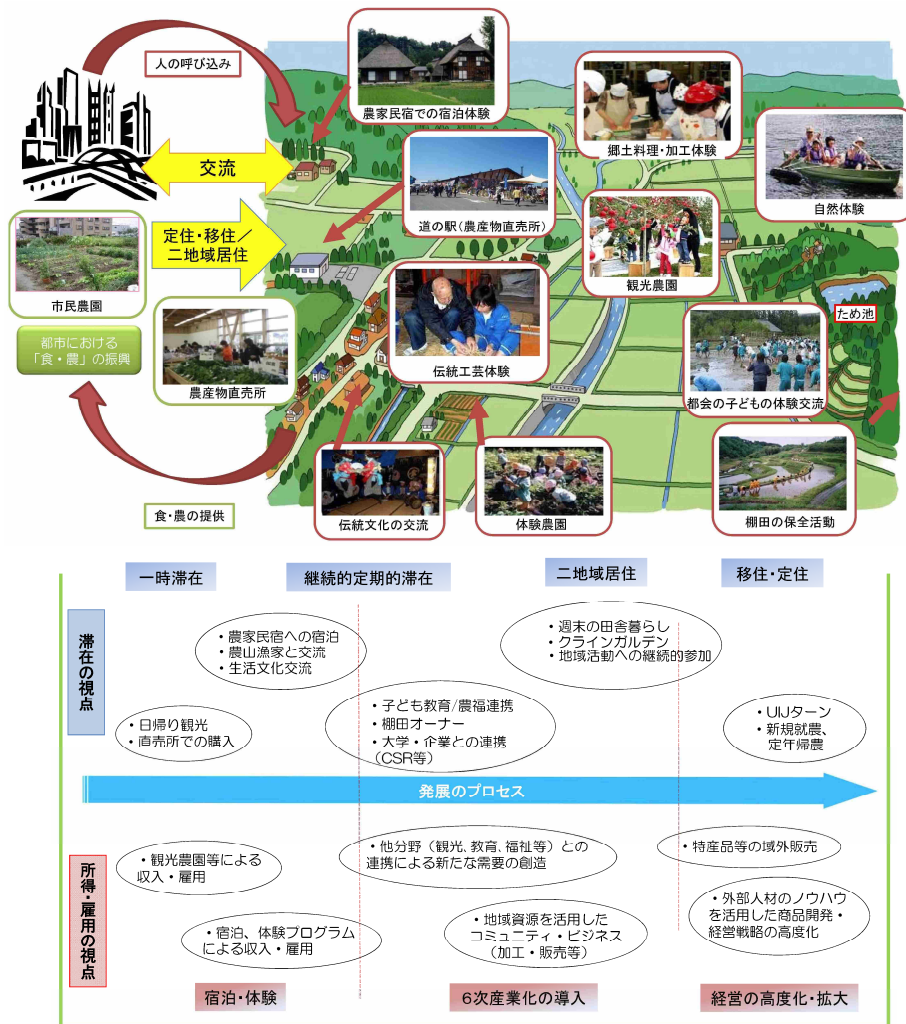 人の呼び込み
農家民宿での宿泊体験
郷土料理・加工体験
交流
道の駅（農産物直売所）
自然体験
定住・移住／
二地域居住
観光農園
市民農園
ため池
都市における
「食・農」の振興
農産物直売所
伝統工芸体験
都会の子どもの体験交流
食・農の提供
伝統文化の交流
体験農園
棚田の保全活動
一時滞在
継続的定期的滞在
二地域居住
移住・定住
滞在の視点
・農家民宿への宿泊
・農山漁家と交流
・生活文化交流
・週末の田舎暮らし
・クラインガルデン
・地域活動への継続的参加
・日帰り観光
・直売所での購入
・子ども教育/農福連携
・棚田オーナー
・大学・企業との連携
（CSR等）
・UIJターン
・新規就農、
定年帰農
発展のプロセス
所得・雇用の視点
・観光農園等による
収入・雇用
・他分野（観光、教育、福祉等）との
連携による新たな需要の創造
・特産品等の域外販売
・宿泊、体験プログラム
による収入・雇用
・地域資源を活用した
コミュニティ・ビジネス
（加工・販売等）
・外部人材のノウハウ
を活用した商品開発・
経営戦略の高度化
宿泊・体験
６次産業化の導入
経営の高度化・拡大